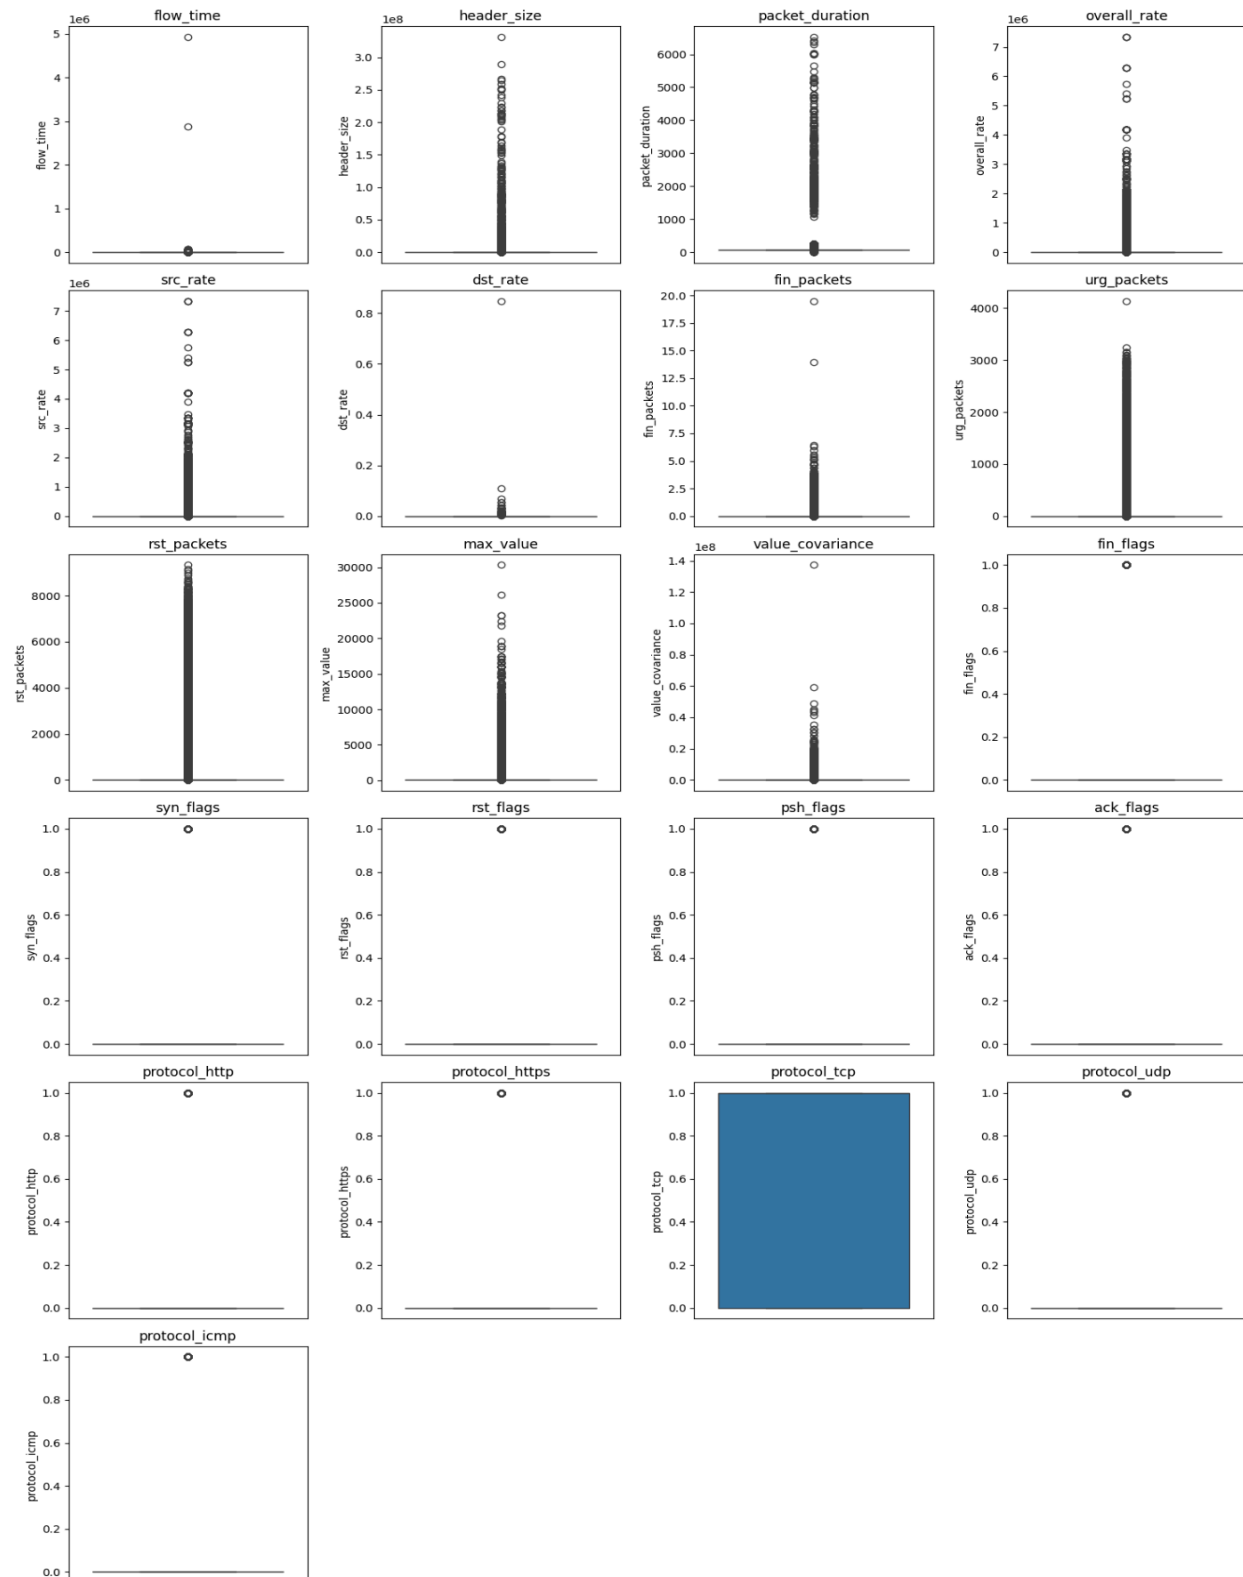 flow_time
header_size
packet_duration
overall_rate
1e6
5
4
3
2
1
0
flow_time
1e8
3.0
2.5
2.0
1.5
1.0
0.5
0.0
header_size
6000
5000
4000
3000
2000
1000
0
packet_duration
1e6
7
6
5
4
3
2
1
0
overall_rate
src_rate
dst_rate
fin_packets
urg_packets
1e6
7
6
5
4
3
2
1
0
src_rate
0.8
0.6
0.4
0.2
0.0
dst_rate
20.0
17.5
15.0
12.5
10.0
7.5
5.0
2.5
0.0
fin_packets
4000
3000
2000
1000
0
urg_packets
rst_packets
max_value
value_covariance
fin_flags
8000
6000
4000
2000
0
rst_packets
30000
25000
20000
15000
10000
5000
0
max_value
1e8
1.4
1.2
1.0
0.8
0.6
0.4
0.2
0.0
value_covariance
1.0
0.8
0.6
0.4
0.2
0.0
fin_flags
syn_flags
rst_flags
psh_flags
ack_flags
1.0
0.8
0.6
0.4
0.2
0.0
syn_flags
1.0
0.8
0.6
0.4
0.2
0.0
rst_flags
1.0
0.8
0.6
0.4
0.2
0.0
psh_flags
1.0
0.8
0.6
0.4
0.2
0.0
ack_flags
protocol_http
protocol_https
protocol_tcp
protocol_udp
1.0
0.8
0.6
0.4
0.2
0.0
protocol_http
1.0
0.8
0.6
0.4
0.2
0.0
protocol_https
1.0
0.8
0.6
0.4
0.2
0.0
protocol_tcp
1.0
0.8
0.6
0.4
0.2
0.0
protocol_udp
protocol_icmp
1.0
0.8
0.6
0.4
0.2
0.0
protocol_icmp